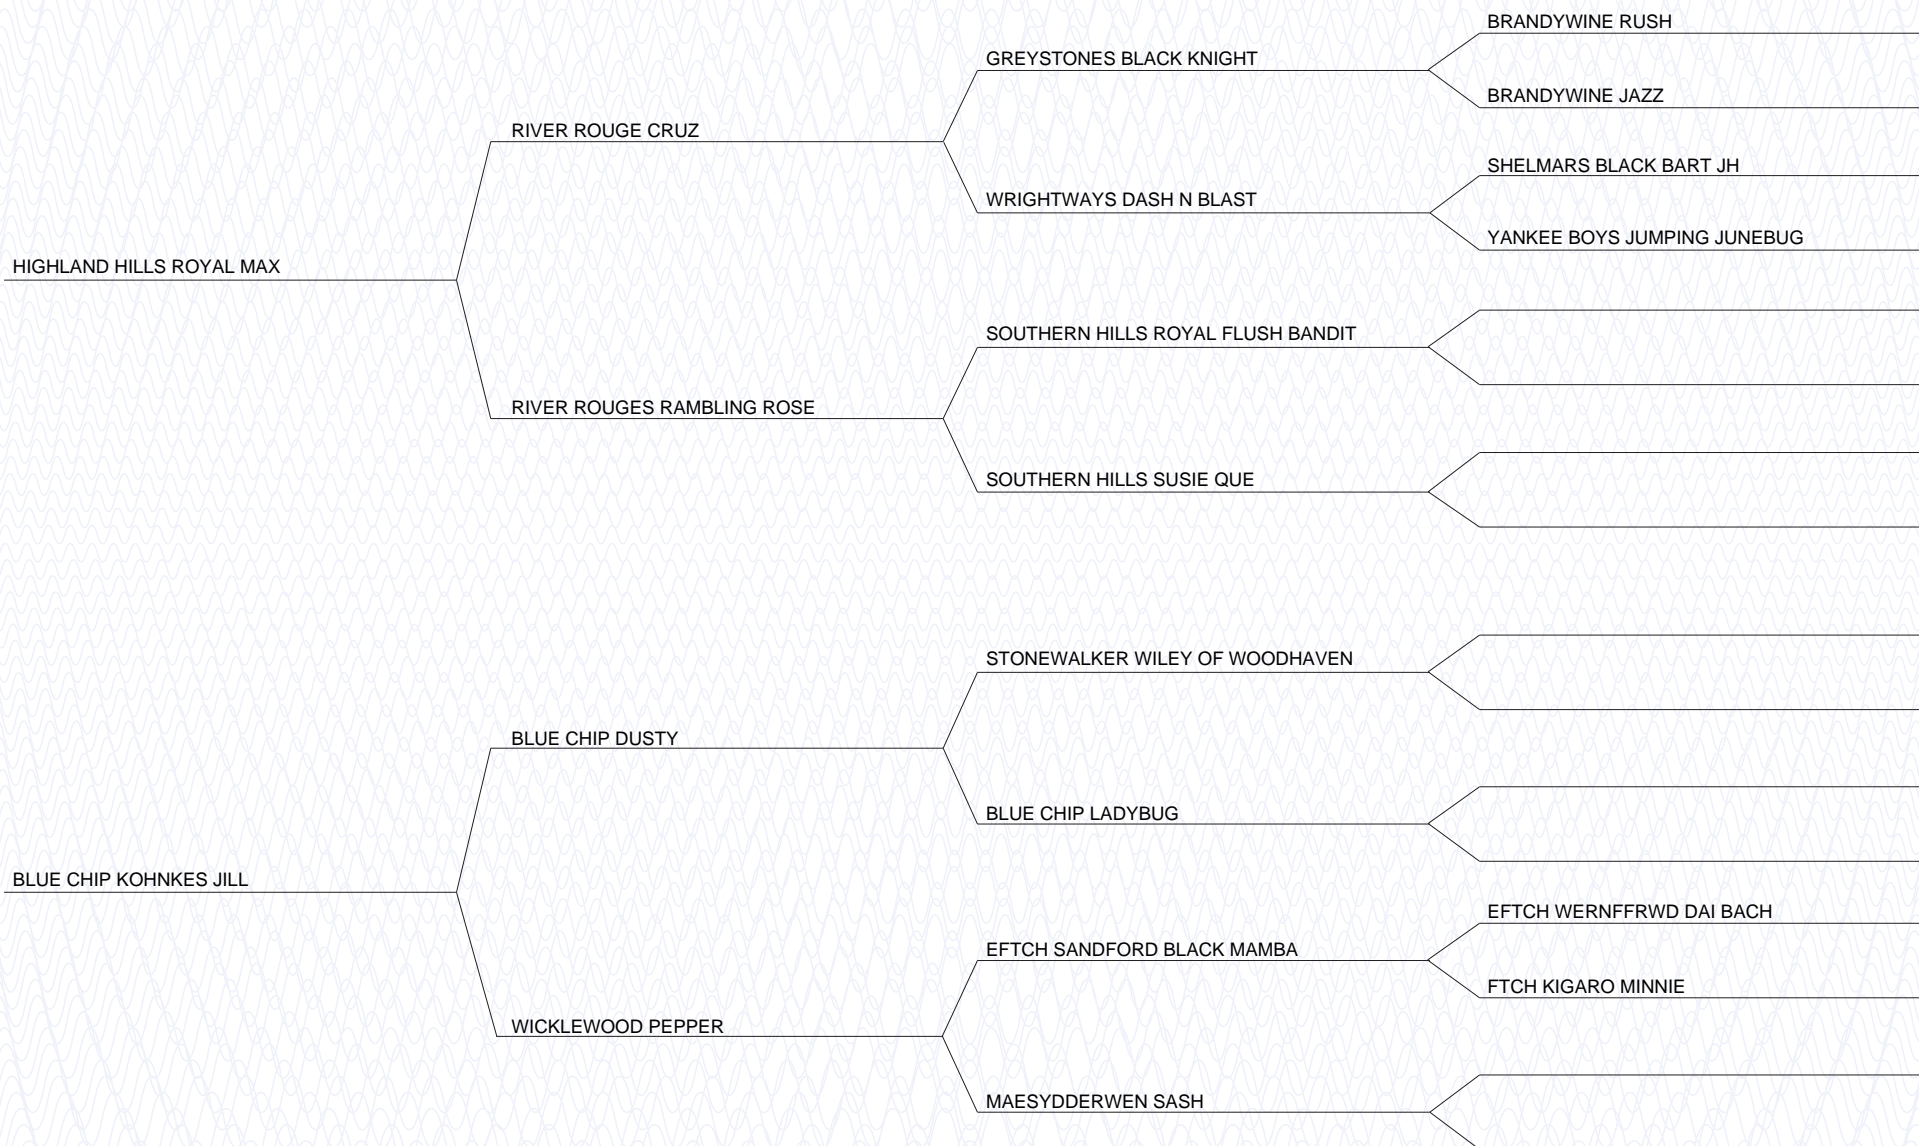 BRANDYWINE RUSH
GREYSTONES BLACK KNIGHT
BRANDYWINE JAZZ
RIVER ROUGE CRUZ
SHELMARS BLACK BART JH
WRIGHTWAYS DASH N BLAST
YANKEE BOYS JUMPING JUNEBUG
HIGHLAND HILLS ROYAL MAX
SOUTHERN HILLS ROYAL FLUSH BANDIT
RIVER ROUGES RAMBLING ROSE
SOUTHERN HILLS SUSIE QUE
STONEWALKER WILEY OF WOODHAVEN
BLUE CHIP DUSTY
BLUE CHIP LADYBUG
BLUE CHIP KOHNKES JILL
EFTCH WERNFFRWD DAI BACH
EFTCH SANDFORD BLACK MAMBA
FTCH KIGARO MINNIE
WICKLEWOOD PEPPER
MAESYDDERWEN SASH